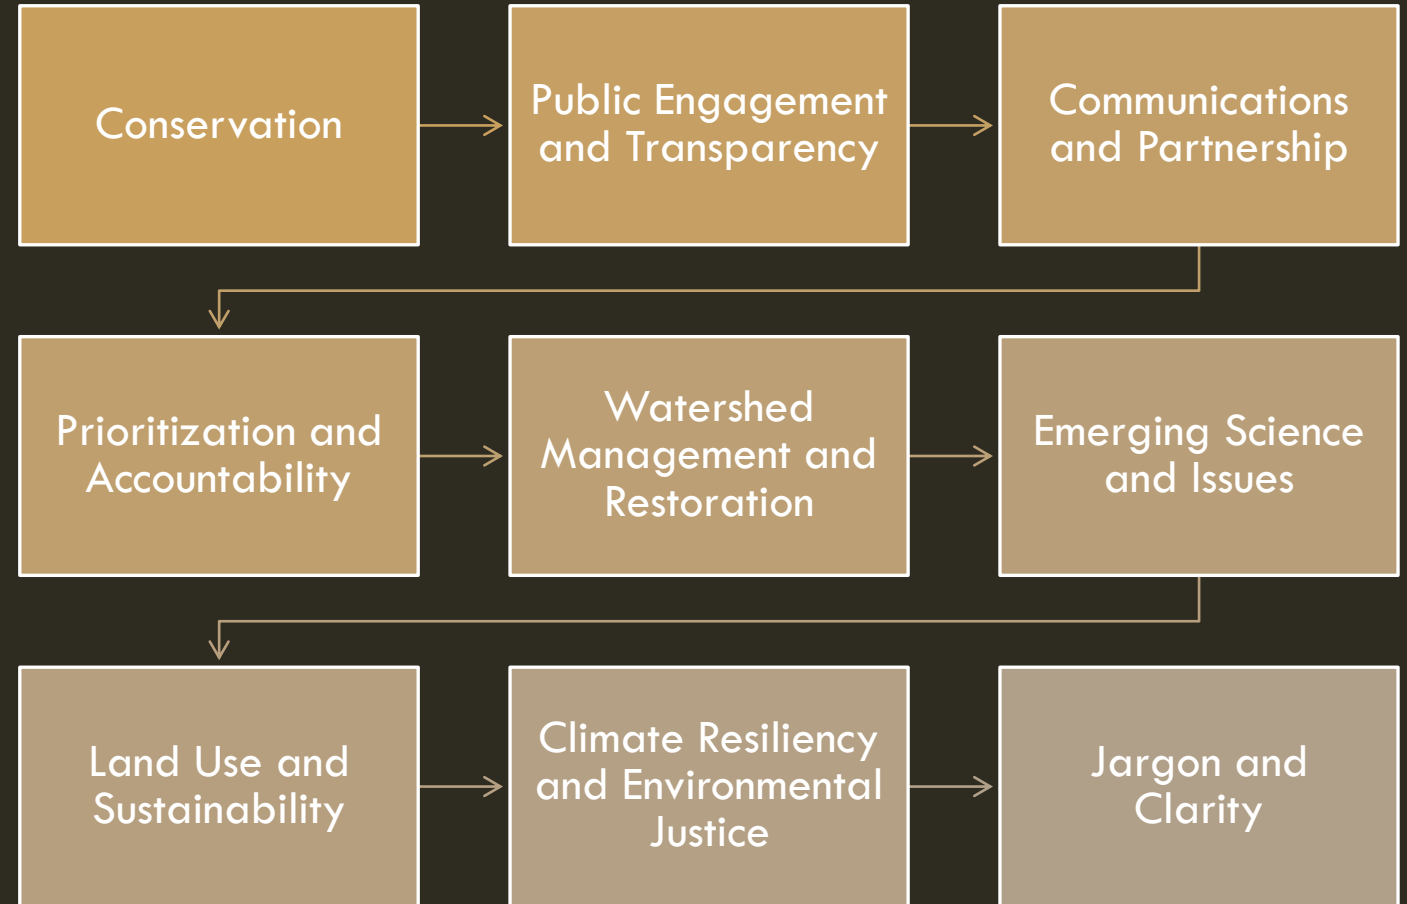 Conservation
Public Engagement
and Transparency
Communications
and Partnership
Prioritization and
Accountability
Watershed
Management and
Restoration
Emerging Science
and Issues
Land Use and
Sustainability
Climate Resiliency
and Environmental
Justice
Jargon and
Clarity